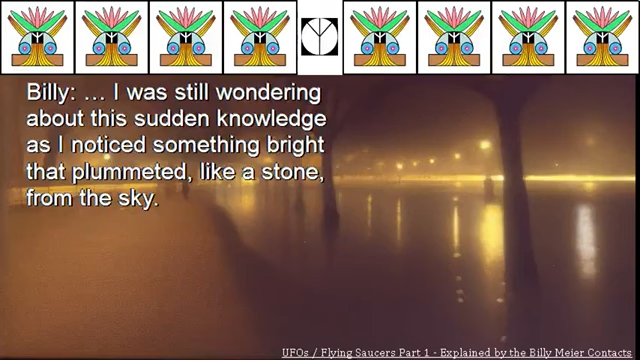 Billy: … I was still wondering
about this sudden knowledge
as I noticed something bright
that plummeted, like a stone,
from the sky.
UFOs / Flying Saucers Part 1 - Explained by the Billy Meier Contacts